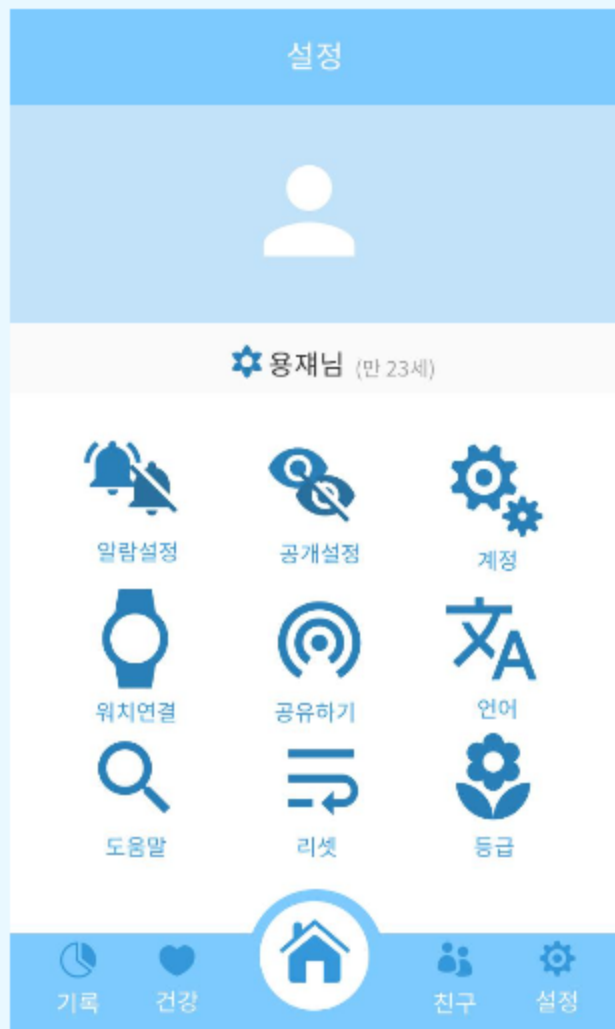 설정
용재님 (만 23세)
알람설정 공개설정 계정
워치연결 공유하기 언어
도움말 리셋 등급
기록 건강 친구 설정